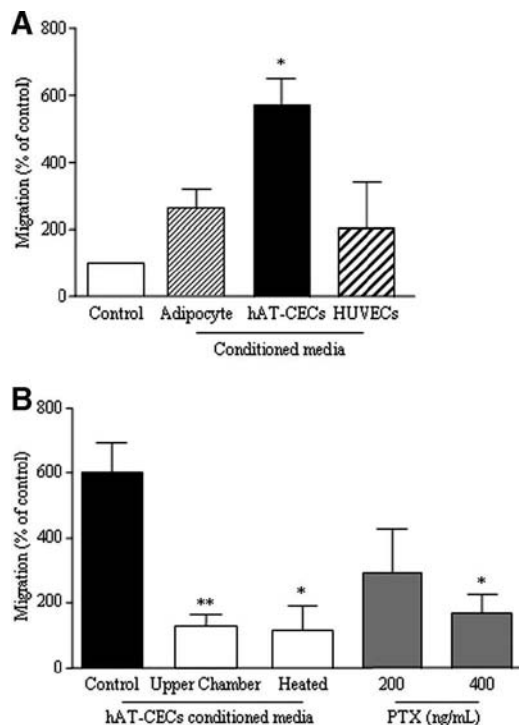 A
Migration (% of control)
800
600
400
200
0
*
Control Adipocyte hAT-CECs HUVECs
Conditioned media
B
Migration (% of control)
800
600
400
200
0
** * *
Control Upper Chamber Heated 200 400
hAT-CECs conditioned media PTX (ng/mL)